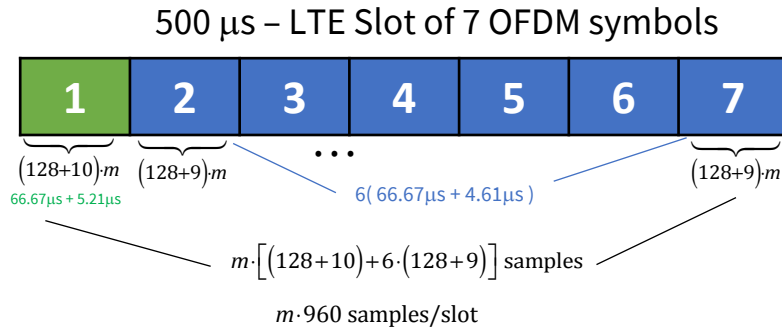 500 μs – LTE Slot of 7 OFDM symbols
1 2 3 4 5 6 7
(128+10)·m (128+9)·m ... (128+9)·m
66.67μs + 5.21μs 6( 66.67μs + 4.61μs )
m·[(128+10)+6·(128+9)] samples
m·960 samples/slot